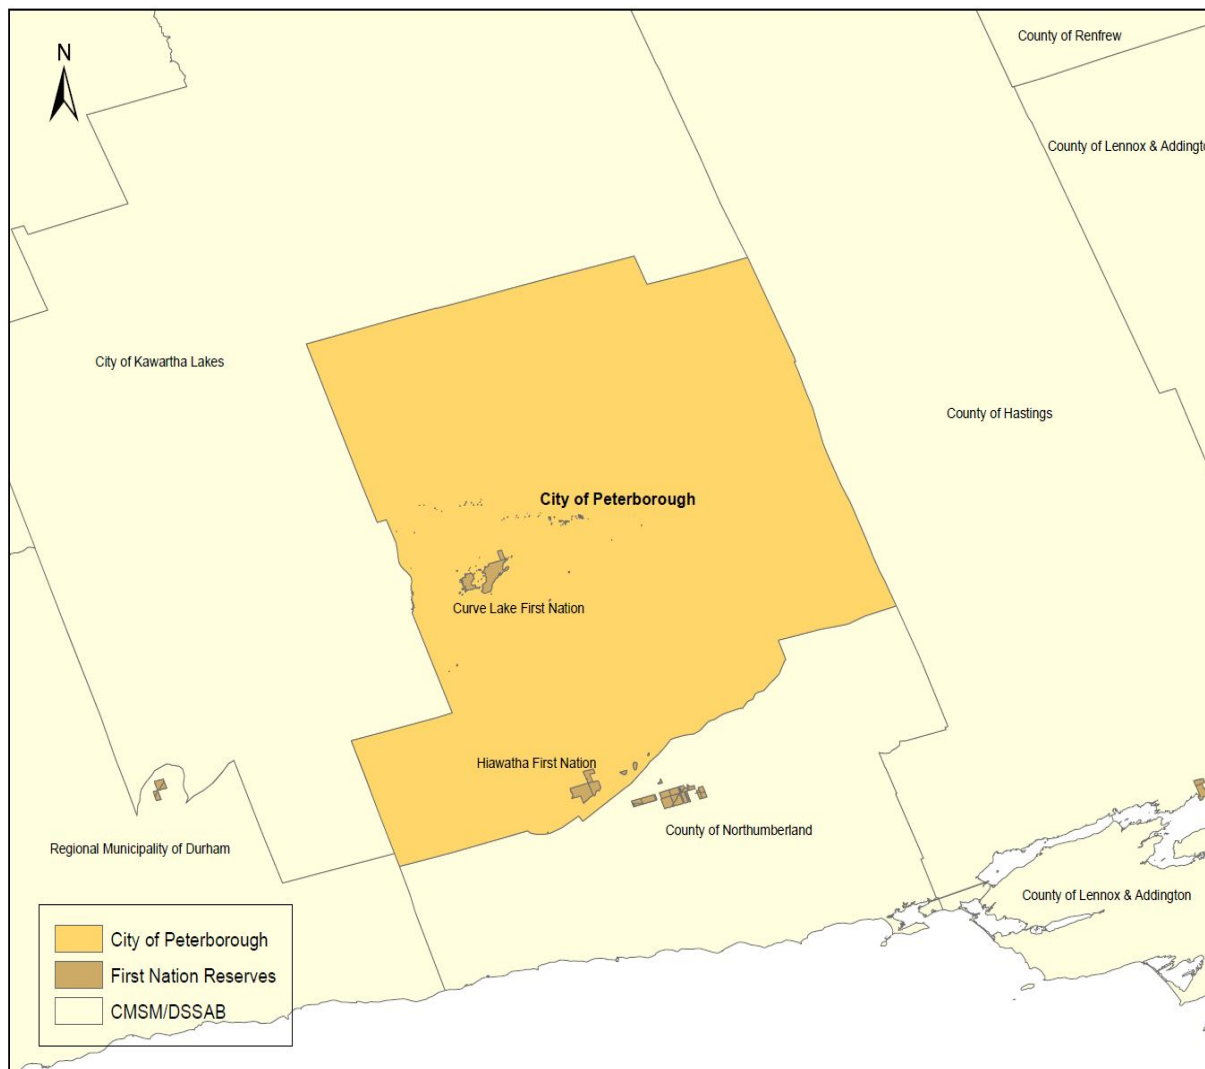 N
County of Renfrew
County of Lennox & Addingto
City of Kawartha Lakes
County of Hastings
City of Peterborough
Curve Lake First Nation
Hiawatha First Nation
County of Northumberland
Regional Municipality of Durham
County of Lennox & Addington
City of Peterborough
First Nation Reserves
CMSM/DSSAB